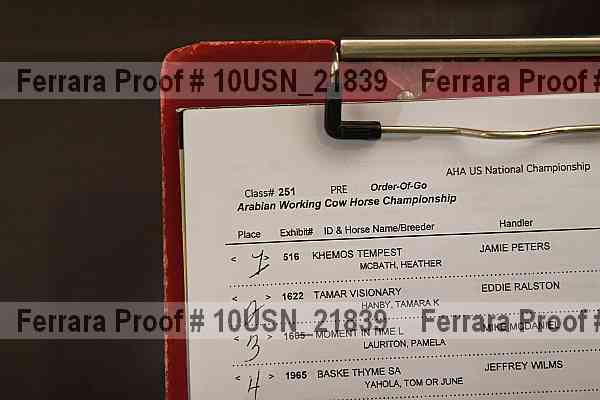 Ferrara Proof # 10USN_21839 Ferrara Proof #
AHA US National Championship
Class# 251 PRE Order-Of-Go
Arabian Working Cow Horse Championship
Place Exhibit# ID & Horse Name/Breeder Handler
< 1 > 516 KHEMOS TEMPEST JAMIE PETERS
MCBATH, HEATHER
< 2 > 1622 TAMAR VISIONARY EDDIE RALSTON
HANBY, TAMARA K
Ferrara Proof # 10USN_21839 Ferrara Proof #
< 3 > MOMENT IN TIME L MIKE MCDANIEL
LAURITON, PAMELA
< 4 > 1965 BASKE THYME SA JEFFREY WILMS
YAHOLA, TOM OR JUNE